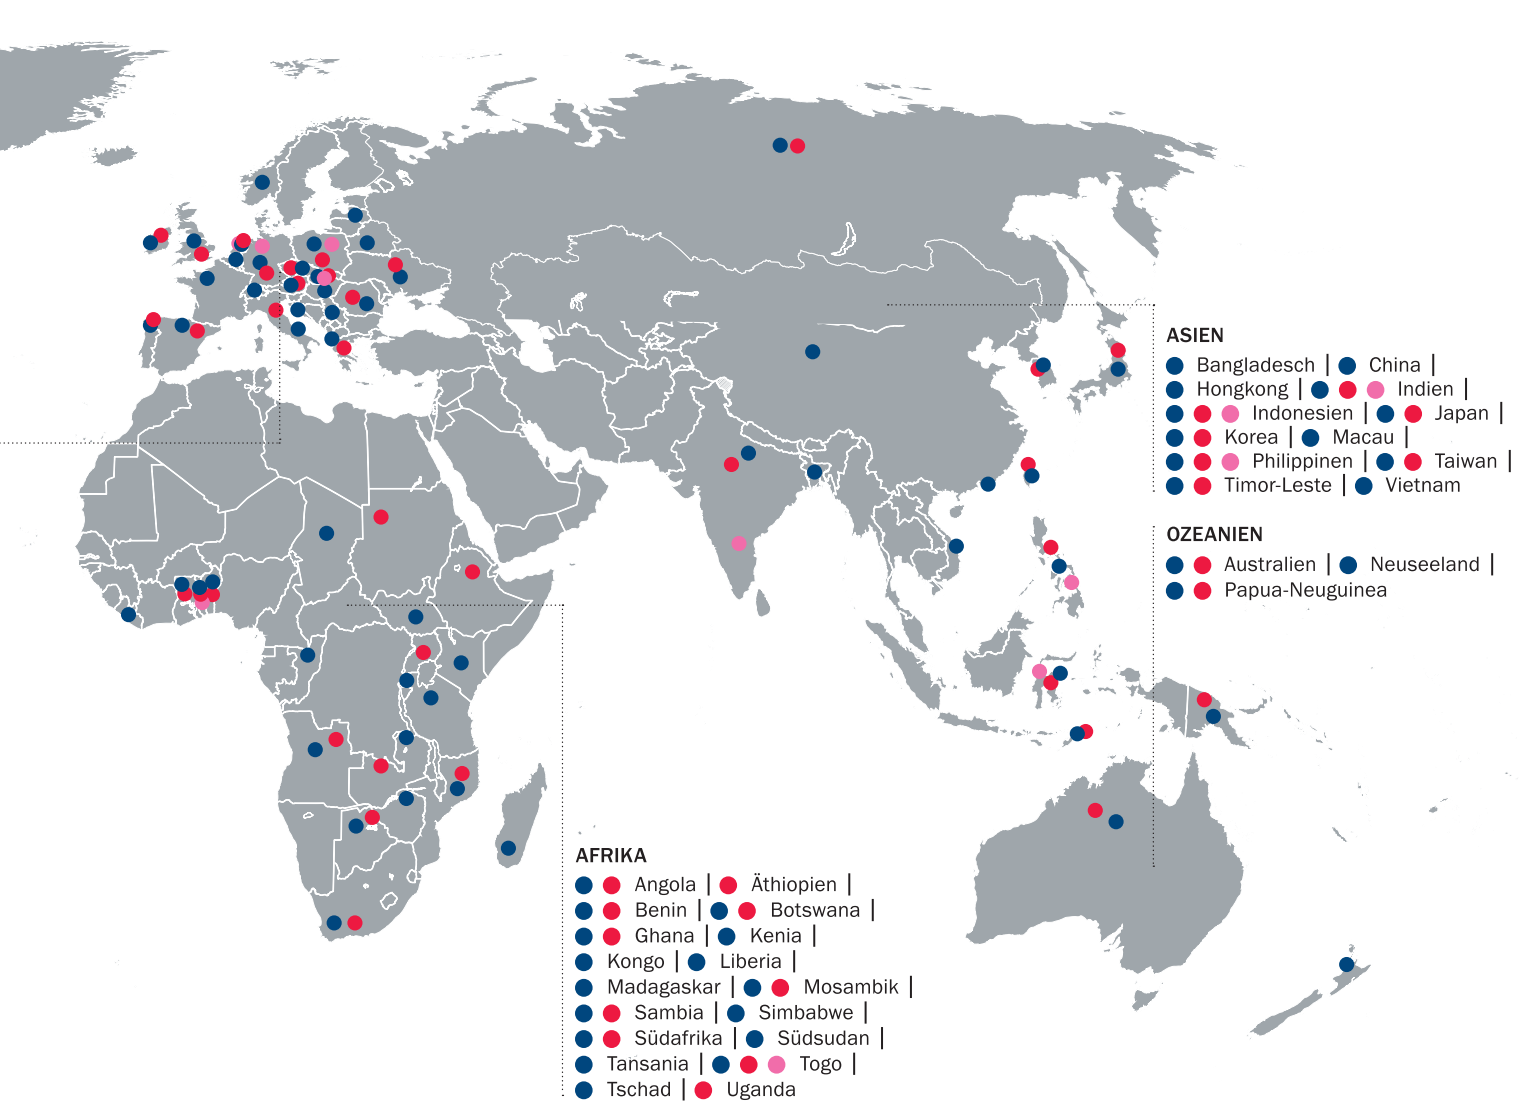 ASIEN
Bangladesch | China |
Hongkong | Indien |
Indonesien | Japan |
Korea | Macau |
Philippinen | Taiwan |
Timor-Leste | Vietnam
OZEANIEN
Australien | Neuseeland |
Papua-Neuguinea
AFRIKA
Angola | Äthiopien |
Benin | Botswana |
Ghana | Kenia |
Kongo | Liberia |
Madagaskar | Mosambik |
Sambia | Simbabwe |
Südafrika | Südsudan |
Tansania | Togo |
Tschad | Uganda